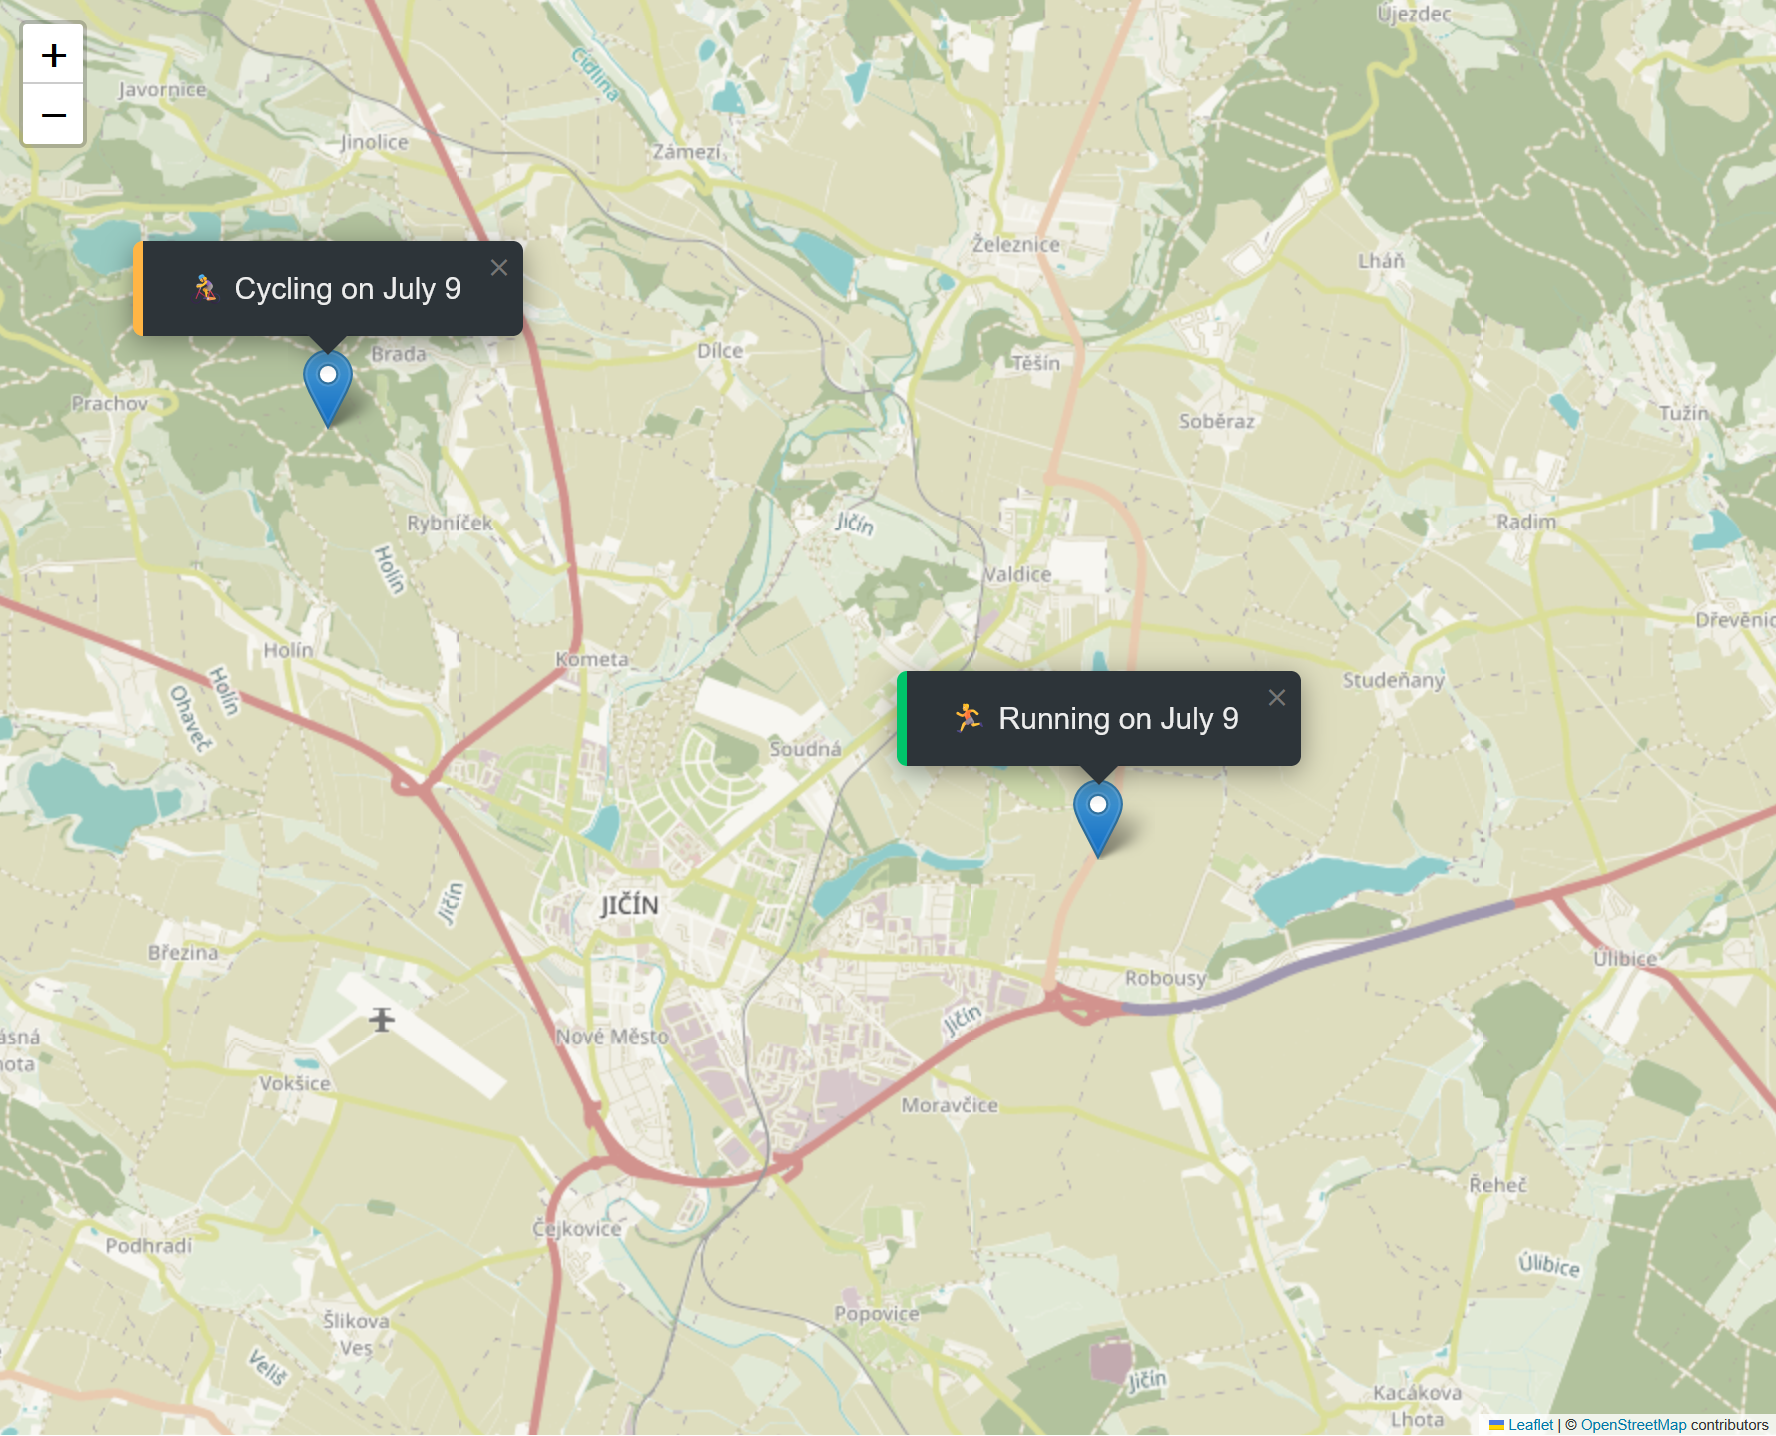 Újezdec
+
−
Javornice
Cidlina
Jinolice
Zámezí
Železnice
Lháň
Cycling on July 9
×
Brada
Dílce
Těšín
Prachov
Soběraz
Tužín
Rybníček
Jičín
Radim
Holín
Valdice
Dřevěnic
Holín
Kometa
Studeňany
Holín
Ohaveč
Running on July 9
×
Soudná
JIČÍN
Jičín
Březina
Úlibice
Robousy
Jičín
Nové Město
ásná
hota
Vokšice
Moravčice
Řeheč
Čejkovice
Podhradí
Úlibice
Popovice
Šlikova
Ves
Veliš
Jičín
Kacákova
Lhota
Leaflet | © OpenStreetMap contributors